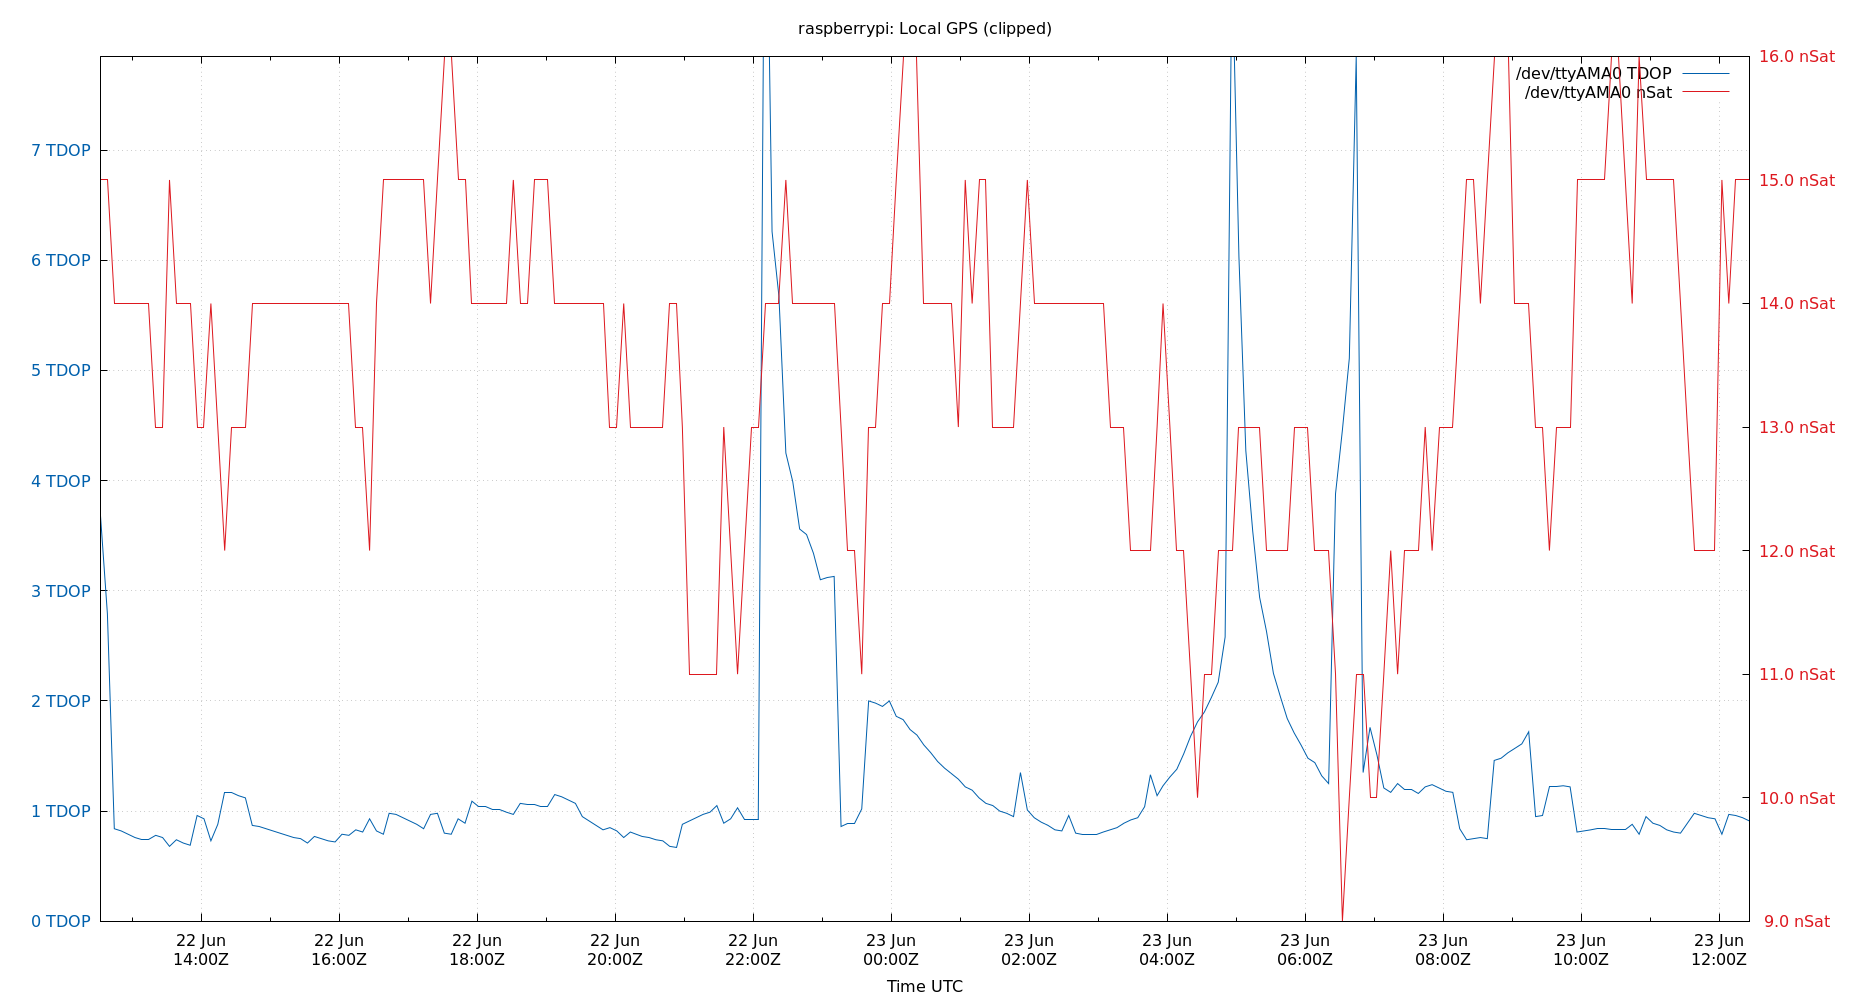 raspberrypi: Local GPS (clipped)
/dev/ttyAMA0 TDOP
/dev/ttyAMA0 nSat
7 TDOP
6 TDOP
5 TDOP
4 TDOP
3 TDOP
2 TDOP
1 TDOP
0 TDOP
16.0 nSat
15.0 nSat
14.0 nSat
13.0 nSat
12.0 nSat
11.0 nSat
10.0 nSat
9.0 nSat
22 Jun 22 Jun 22 Jun 22 Jun 22 Jun 23 Jun 23 Jun 23 Jun 23 Jun 23 Jun 23 Jun 23 Jun
14:00Z 16:00Z 18:00Z 20:00Z 22:00Z 00:00Z 02:00Z 04:00Z 06:00Z 08:00Z 10:00Z 12:00Z
Time UTC